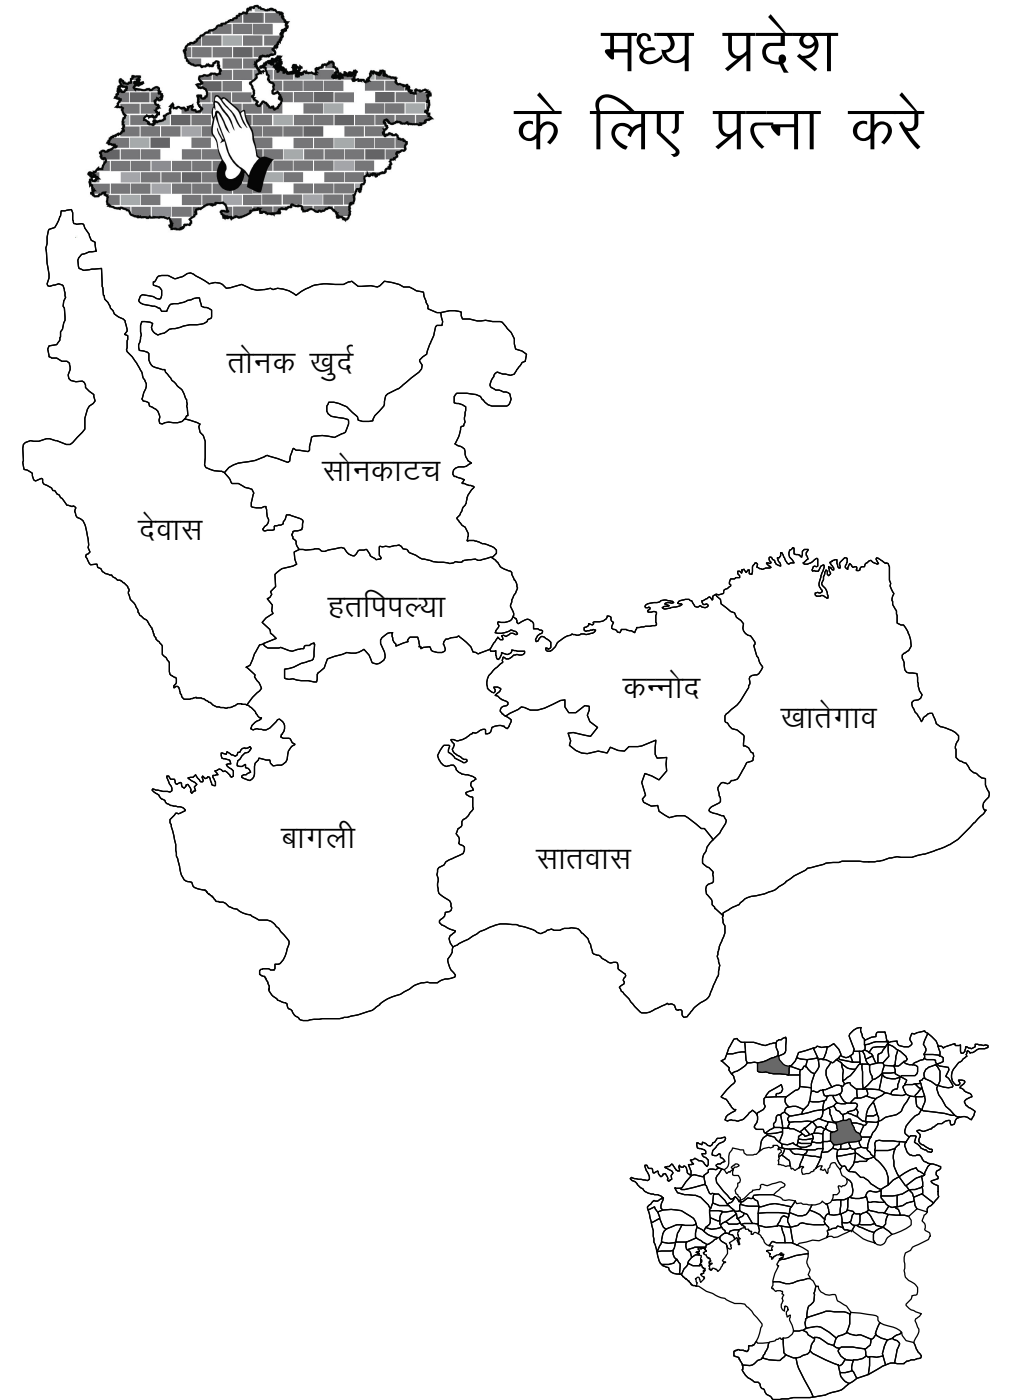 मध्य प्रदेश
के लिए प्रत्ना करे
तोनक खुर्द
सोनकाटच
देवास
हतपिपल्या
कन्नोद
खातेगाव
बागली
सातवास